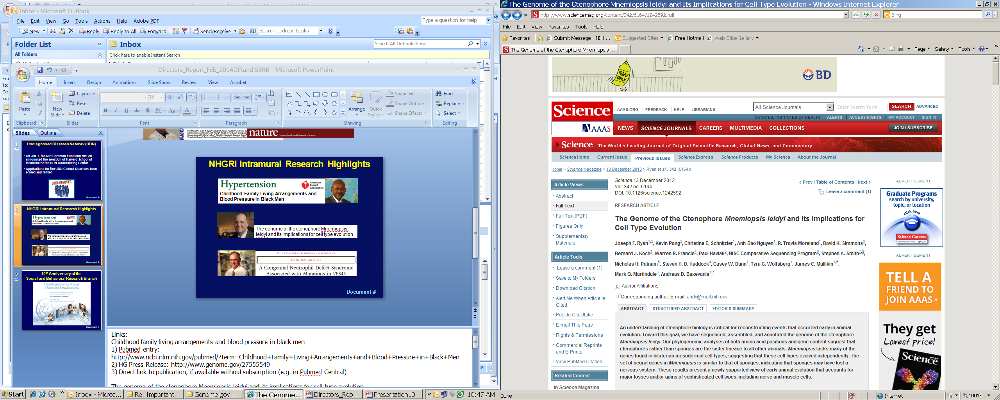 Inbox - Microsoft Outlook
File Edit View Go Tools Actions Help Adobe PDF
Type a question for help
New Reply Reply to All Forward Send/Receive Search address books
Folder List
All Folders
Inbox
Search All Outlook Items
Click here to enable Instant Search
Directors_Report_Feb_2014DIRand SBRB - Microsoft PowerPoint
Home Insert Design Animations Slide Show Review View Acrobat
Paste
Clipboard
New Slide
Layout
Reset
Delete
Slides
18
Font
Paragraph
Arrange
Quick Styles
Shape Fill
Shape Outline
Shape Effects
Drawing
Find
Replace
Select
Editing
Slides Outline
1
Undiagnosed Diseases Network (UDN)
• On Jan. 7, the NIH Common Fund and NHGRI
announced the selection of Harvard School of
Medicine for the UDN Coordinating Center
• Applications for the UDN Clinical Sites have been
scored and ranked
UNDIAGNOSED
Document #
2
NHGRI Intramural Research Highlights
Hypertension
Childhood Family Living Arrangements and
Blood Pressure in Black Men
The genome of the ctenophore Mnemiopsis
leidyi and its implications for cell type evolution
ORIGINAL ARTICLE
A Congenital Neutrophil Defect Syndrome
Associated with Mutations in VPS45
Document #
3
10th Anniversary of the
Social and Behavioral Research Branch
Translating Genomics Through
a Social and Behavioral Lens
Document #
nature International weekly journal of science
NHGRI Intramural Research Highlights
Hypertension
American
Heart
Association.
Childhood Family Living Arrangements and
Blood Pressure in Black Men
The genome of the ctenophore Mnemiopsis
leidyi and its implications for cell type evolution
The NEW ENGLAND JOURNAL of MEDICINE
ORIGINAL ARTICLE
A Congenital Neutrophil Defect Syndrome
Associated with Mutations in VPS45
Document #
Links:
Childhood family living arrangements and blood pressure in black men
1) Pubmed entry:
http://www.ncbi.nlm.nih.gov/pubmed/?term=Childhood+Family+Living+Arrangements+and+Blood+Pressure+in+Black+Men
2) HG Press Release: http://www.genome.gov/27555549
3) Direct link to publication, if available without subscription (e.g. in Pubmed Central)
The genome of the ctenophore Mnemiopsis leidyi and its implications for cell type evolution
Start Inbox - Micros... Re: Important... Genome.gov ... The Genome... Directors_Rep... Presentation10 10:47 AM
The Genome of the Ctenophore Mnemiopsis leidyi and Its Implications for Cell Type Evolution - Windows Internet Explorer
http://www.sciencemag.org/content/342/6164/1242592.full
Bing
File Edit View Favorites Tools Help
Favorites Submit Message - NIH-... Suggested Sites Free Hotmail Web Slice Gallery
The Genome of the Ctenophore Mnemiopsis ...
Page Safety Tools
TODAY ONLY
BD
Science
AAAS.ORG FEEDBACK HELP LIBRARIANS
All Science Journals Enter Search Term SEARCH ADVANCED
NATIONAL INSTITUTES OF HEALTH ALERTS ACCESS RIGHTS MY ACCOUNT SIGN IN
AAAS NEWS SCIENCE JOURNALS CAREERS MULTIMEDIA COLLECTIONS JOIN / SUBSCRIBE
Science The World's Leading Journal of Original Scientific Research, Global News, and Commentary.
Science Home Current Issue Previous Issues Science Express Science Products My Science About the Journal
Home > Science Magazine > 13 December 2013 > Ryan et al., 342 (6164):
Article Views
Abstract
Full Text
Full Text (PDF)
Figures Only
Supplementary
Materials
Article Tools
Leave a comment (1)
Save to My Folders
Download Citation
Alert Me When Article is
Cited
Post to CiteULike
E-mail This Page
Rights & Permissions
Commercial Reprints
and E-Prints
View PubMed Citation
Related Content
In Science Magazine
Science 13 December 2013:
Vol. 342 no. 6164
DOI: 10.1126/science.1242592
< Prev | Table of Contents | Next >
Leave a comment (1)
RESEARCH ARTICLE
The Genome of the Ctenophore Mnemiopsis leidyi and Its Implications for
Cell Type Evolution
Joseph F. Ryan1,2, Kevin Pang2, Christine E. Schnitzler1, Anh-Dao Nguyen1, R. Travis Moreland1, David K. Simmons3,
Bernard J. Koch1, Warren R. Francis4, Paul Havlak5, NISC Comparative Sequencing Program6, Stephen A. Smith7,8,
Nicholas H. Putnam5, Steven H. D. Haddock4, Casey W. Dunn7, Tyra G. Wolfsberg1, James C. Mullikin1,6,
Mark Q. Martindale3, Andreas D. Baxevanis1,*
+ Author Affiliations
*Corresponding author. E-mail: andy@mail.nih.gov
ABSTRACT STRUCTURED ABSTRACT EDITOR'S SUMMARY
An understanding of ctenophore biology is critical for reconstructing events that occurred early in animal
evolution. Toward this goal, we have sequenced, assembled, and annotated the genome of the ctenophore
Mnemiopsis leidyi. Our phylogenomic analyses of both amino acid positions and gene content suggest that
ctenophores rather than sponges are the sister lineage to all other animals. Mnemiopsis lacks many of the
genes found in bilaterian mesodermal cell types, suggesting that these cell types evolved independently. The
set of neural genes in Mnemiopsis is similar to that of sponges, indicating that sponges may have lost a
nervous system. These results present a newly supported view of early animal evolution that accounts for
major losses and/or gains of sophisticated cell types, including nerve and muscle cells.
ADVERTISEMENT
Graduate Programs
search by university,
topic, or location
click here
Science Careers
From the journal Science AAAS
ADVERTISEMENT
TELL A
FRIEND TO
JOIN AAAS »
They get
Lowest price!
Science
Done Internet 100%